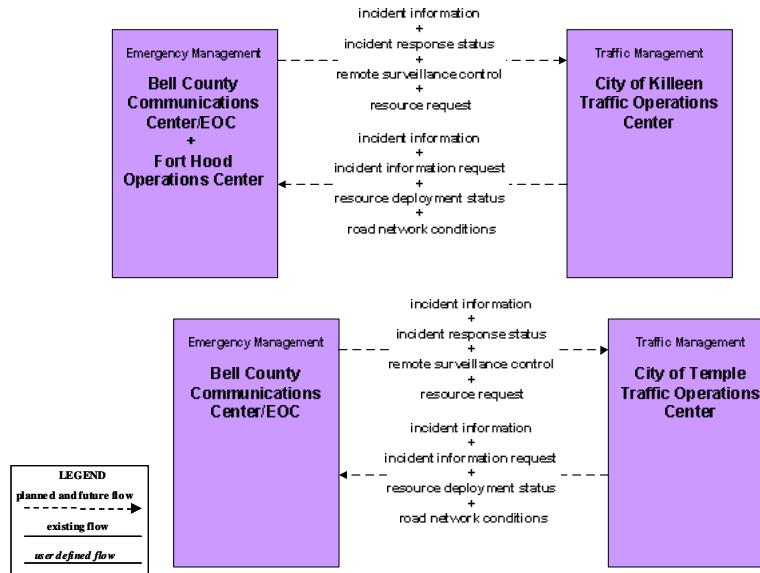 incident information
+
incident response status
+
remote surveillance control
+
resource request
Emergency Management
Bell County
Communications
Center/EOC
+
Fort Hood
Operations Center
Traffic Management
City of Killeen
Traffic Operations
Center
incident information
+
incident information request
+
resource deployment status
+
road network conditions
incident information
+
incident response status
+
remote surveillance control
+
resource request
Emergency Management
Bell County
Communications
Center/EOC
Traffic Management
City of Temple
Traffic Operations
Center
incident information
+
incident information request
+
resource deployment status
+
road network conditions
LEGEND
planned and future flow
existing flow
user defined flow